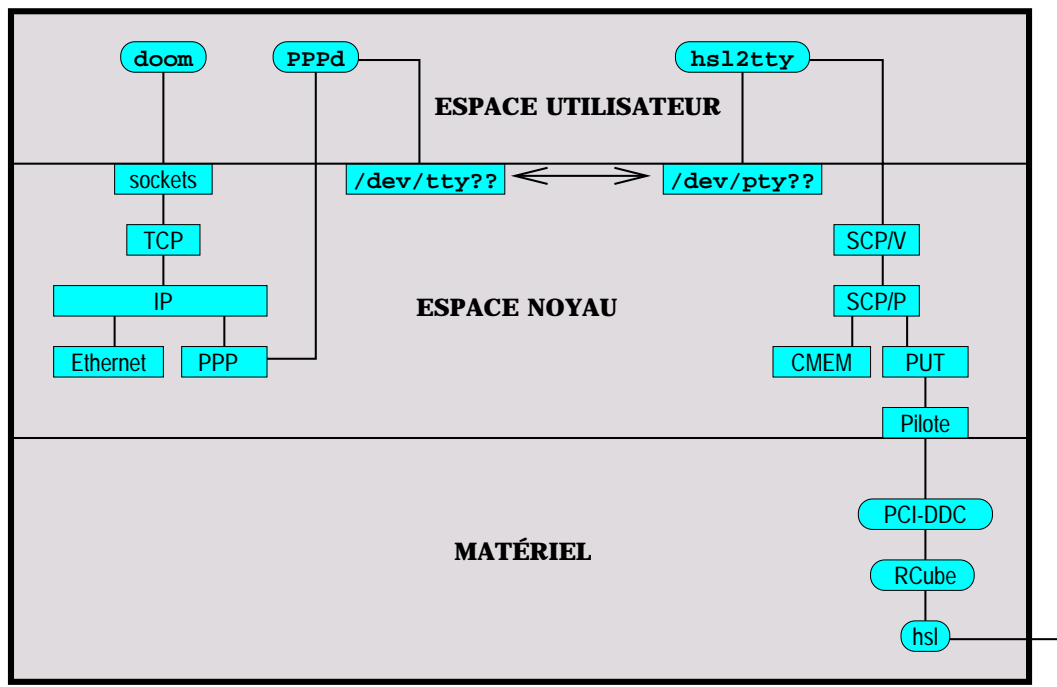 doom PPPd hsl2tty
ESPACE UTILISATEUR
sockets /dev/tty?? /dev/pty??
TCP SCP/V
IP ESPACE NOYAU SCP/P
Ethernet PPP CMEM PUT
Pilote
PCI-DDC
MATÉRIEL
RCube
hsl